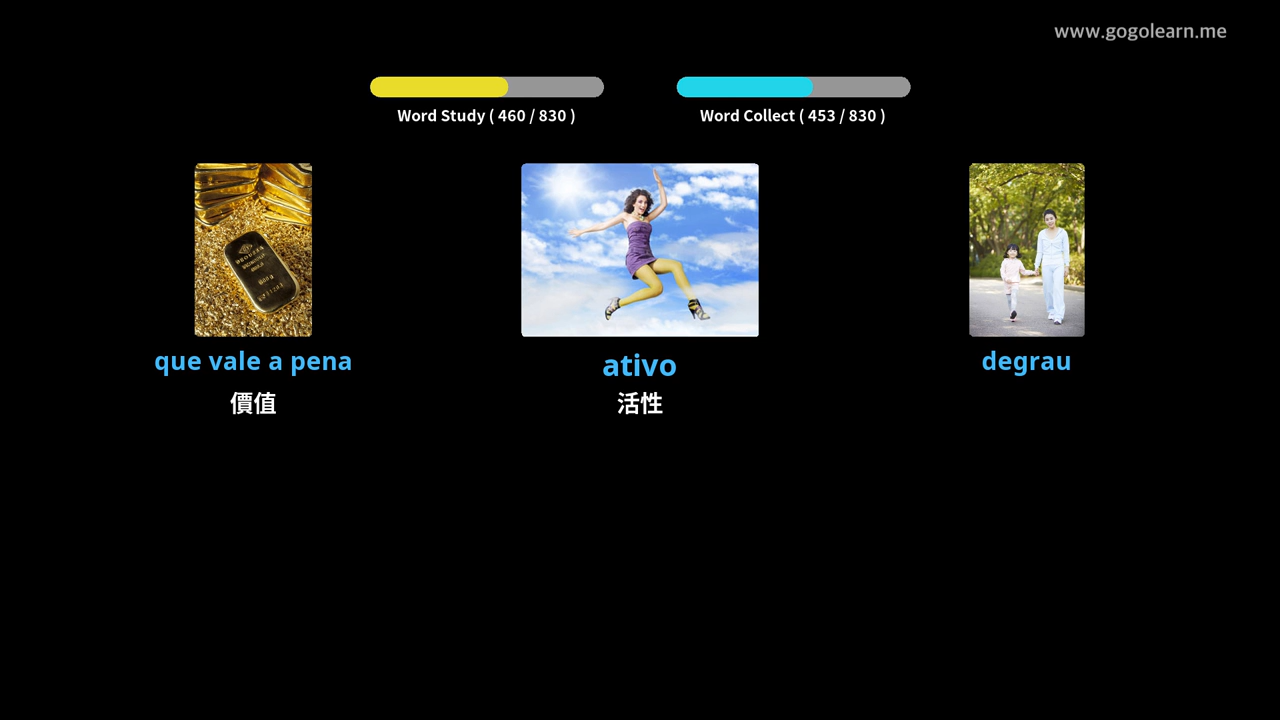 www.gogolearn.me
Word Study ( 460 / 830 )
Word Collect ( 453 / 830 )
que vale a pena
ativo
degrau
價值
活性